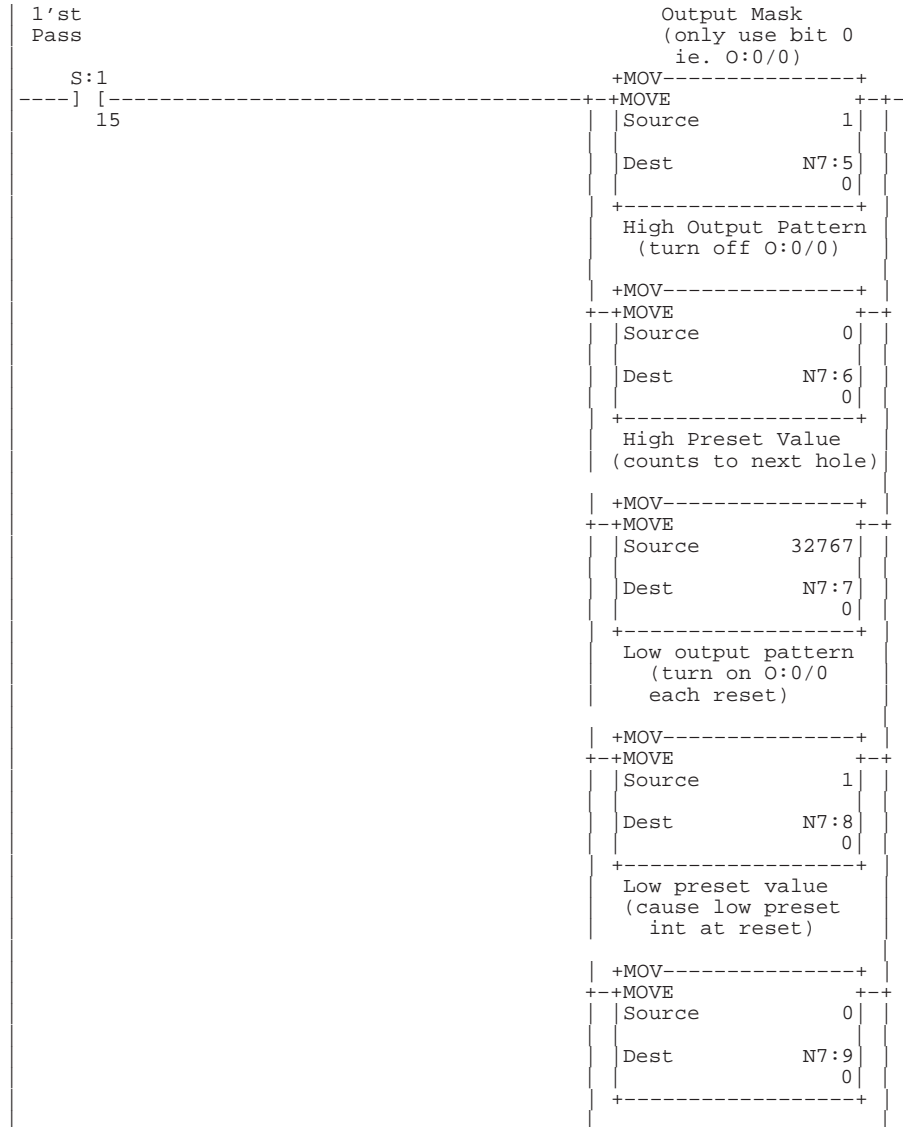 1'st                                                 Output Mask
Pass                                                 (only use bit 0
                                                      ie. O:0/0)
   S:1                                           +MOV---------------+
----] [------------------------------------+-+MOVE               +-+-
     15                                        | |Source            1| |
| | | |
| |Dest          N7:5| |
| |                 0| |
| +------------------+ |
High Output Pattern
(turn off O:0/0)
| +MOV---------------+ |
+-+MOVE               +-+
| |Source            0| |
| | | |
| |Dest          N7:6| |
| |                 0| |
| +------------------+ |
High Preset Value
(counts to next hole)
| +MOV---------------+ |
+-+MOVE               +-+
| |Source        32767| |
| | | |
| |Dest          N7:7| |
| |                 0| |
| +------------------+ |
Low output pattern
(turn on O:0/0
each reset)
| +MOV---------------+ |
+-+MOVE               +-+
| |Source            1| |
| | | |
| |Dest          N7:8| |
| |                 0| |
| +------------------+ |
Low preset value
(cause low preset
int at reset)
| +MOV---------------+ |
+-+MOVE               +-+
| |Source            0| |
| | | |
| |Dest          N7:9| |
| |                 0| |
| +------------------+ |